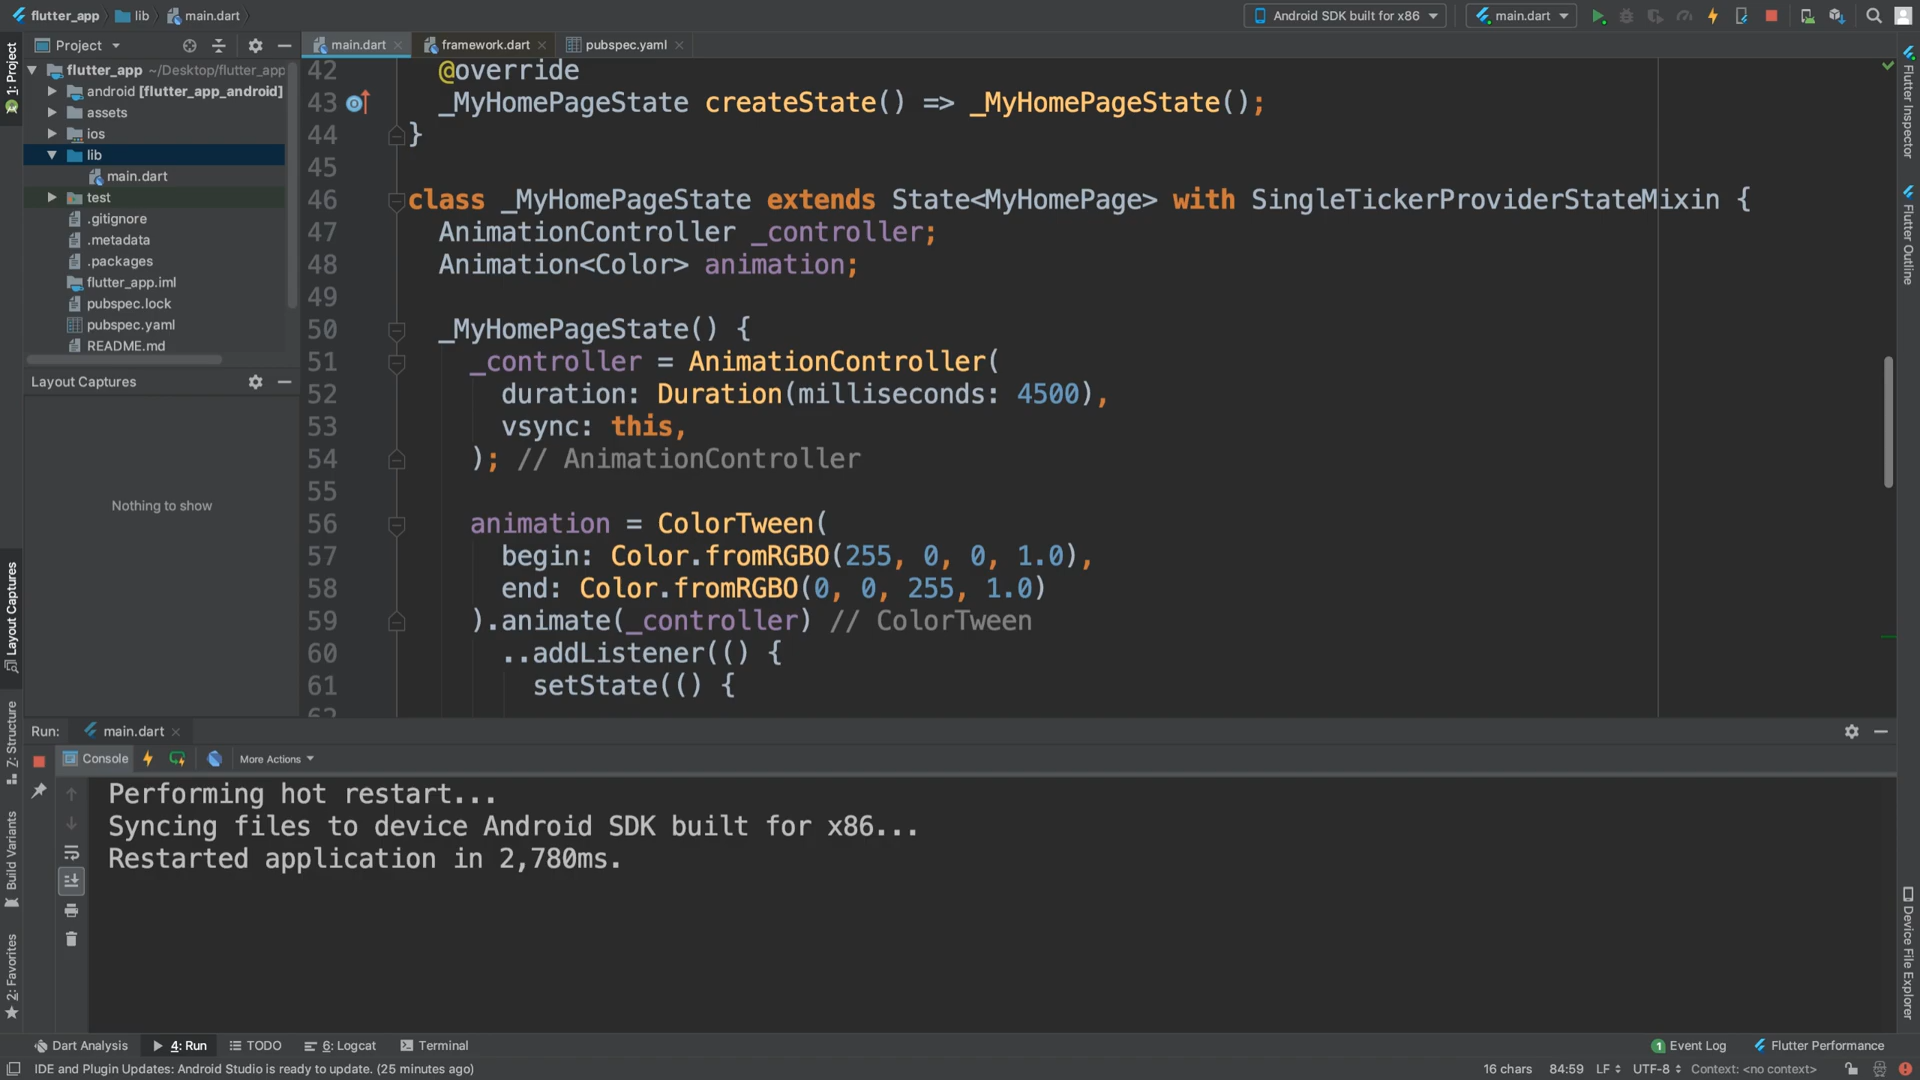 flutter_app
lib
main.dart
Android SDK built for x86
main.dart
1: Project
Project
main.dart
framework.dart
pubspec.yaml
flutter_app ~/Desktop/flutter_app
android [flutter_app_android]
assets
ios
lib
main.dart
test
.gitignore
.metadata
.packages
flutter_app.iml
pubspec.lock
pubspec.yaml
README.md
Layout Captures
Nothing to show
Layout Captures
Z: Structure
Build Variants
2: Favorites
42 @override
43 _MyHomePageState createState() => _MyHomePageState();
44 }
45
46 class _MyHomePageState extends State<MyHomePage> with SingleTickerProviderStateMixin {
47 AnimationController _controller;
48 Animation<Color> animation;
49
50 _MyHomePageState() {
51 _controller = AnimationController(
52 duration: Duration(milliseconds: 4500),
53 vsync: this,
54 ); // AnimationController
55
56 animation = ColorTween(
57 begin: Color.fromRGBO(255, 0, 0, 1.0),
58 end: Color.fromRGBO(0, 0, 255, 1.0)
59 ).animate(_controller) // ColorTween
60 ..addListener(() {
61 setState(() {
62
Flutter Inspector
Flutter Outline
Device File Explorer
Run: main.dart
Console
More Actions
Performing hot restart...
Syncing files to device Android SDK built for x86...
Restarted application in 2,780ms.
Dart Analysis
4: Run
TODO
6: Logcat
Terminal
1 Event Log
Flutter Performance
IDE and Plugin Updates: Android Studio is ready to update. (25 minutes ago)
16 chars
84:59
LF
UTF-8
Context: <no context>